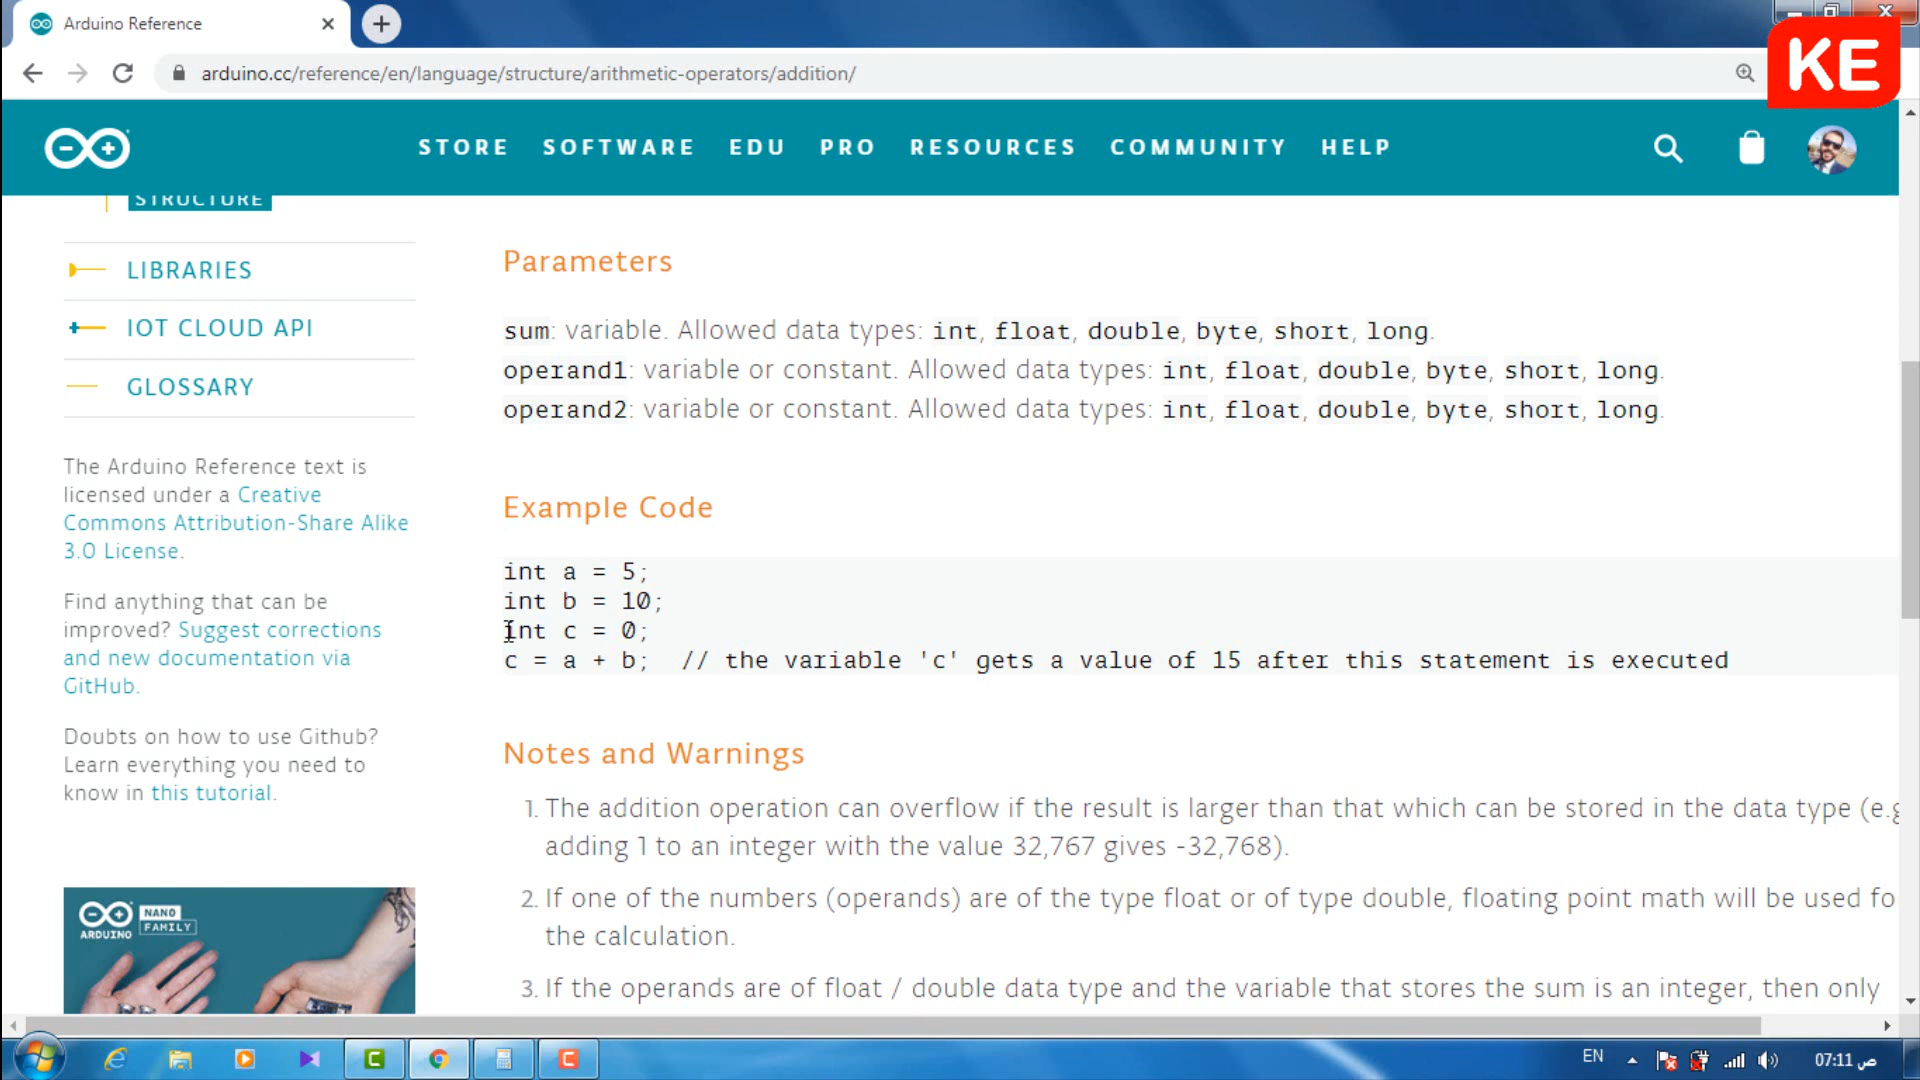 Arduino Reference
KE
arduino.cc/reference/en/language/structure/arithmetic-operators/addition/
STORE SOFTWARE EDU PRO RESOURCES COMMUNITY HELP
STRUCTURE
LIBRARIES
IOT CLOUD API
GLOSSARY
The Arduino Reference text is
licensed under a Creative
Commons Attribution-Share Alike
3.0 License.
Find anything that can be
improved? Suggest corrections
and new documentation via
GitHub.
Doubts on how to use Github?
Learn everything you need to
know in this tutorial.
ARDUINO
NANO
FAMILY
Parameters
sum: variable. Allowed data types: int, float, double, byte, short, long.
operand1: variable or constant. Allowed data types: int, float, double, byte, short, long.
operand2: variable or constant. Allowed data types: int, float, double, byte, short, long.
Example Code
int a = 5;
int b = 10;
int c = 0;
c = a + b;  // the variable 'c' gets a value of 15 after this statement is executed
Notes and Warnings
1. The addition operation can overflow if the result is larger than that which can be stored in the data type (e.g
adding 1 to an integer with the value 32,767 gives -32,768).
2. If one of the numbers (operands) are of the type float or of type double, floating point math will be used fo
the calculation.
3. If the operands are of float / double data type and the variable that stores the sum is an integer, then only
EN
07:11 ص